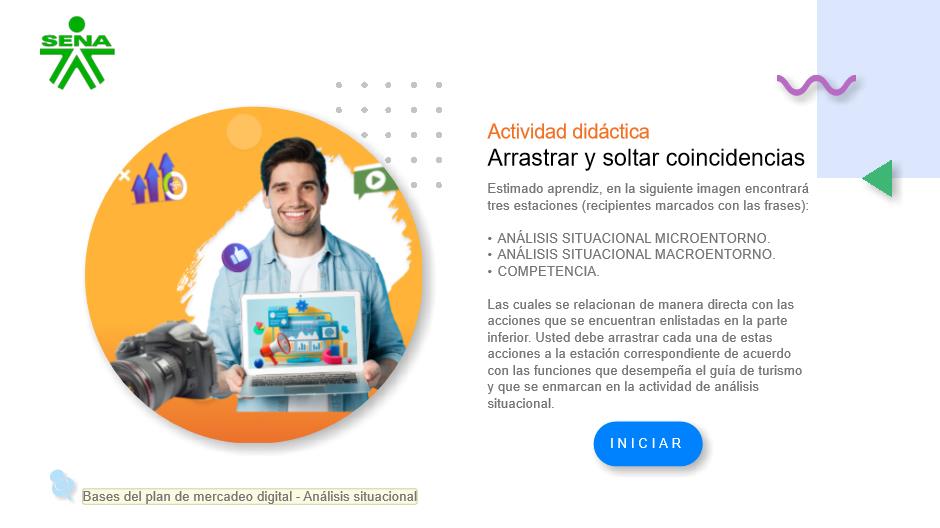 SENA
Actividad didáctica
Arrastrar y soltar coincidencias
Estimado aprendiz, en la siguiente imagen encontrará
tres estaciones (recipientes marcados con las frases):
• ANÁLISIS SITUACIONAL MICROENTORNO.
• ANÁLISIS SITUACIONAL MACROENTORNO.
• COMPETENCIA.
Las cuales se relacionan de manera directa con las
acciones que se encuentran enlistadas en la parte
inferior. Usted debe arrastrar cada una de estas
acciones a la estación correspondiente de acuerdo
con las funciones que desempeña el guía de turismo
y que se enmarcan en la actividad de análisis
situacional.
INICIAR
Bases del plan de mercadeo digital - Análisis situacional